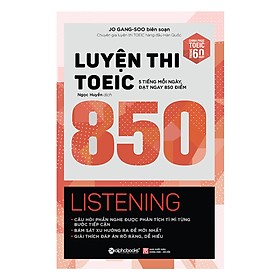 JO GANG-SOO biên soạn
Chuyên gia luyện thi TOEIC hàng đầu Hàn Quốc
LUYỆN THI
TOEIC
5 TIẾNG MỖI NGÀY,
ĐẠT NGAY 850 ĐIỂM
Ngọc Huyền dịch
TOEIC
850
LISTENING
CÂU HỎI PHẦN NGHE ĐƯỢC PHÂN TÍCH TỈ MỈ TỪNG
BƯỚC TIẾP CẬN
BÁM SÁT XU HƯỚNG RA ĐỀ MỚI NHẤT
GIẢI THÍCH ĐÁP ÁN RÕ RÀNG, DỄ HIỂU
alphabooks